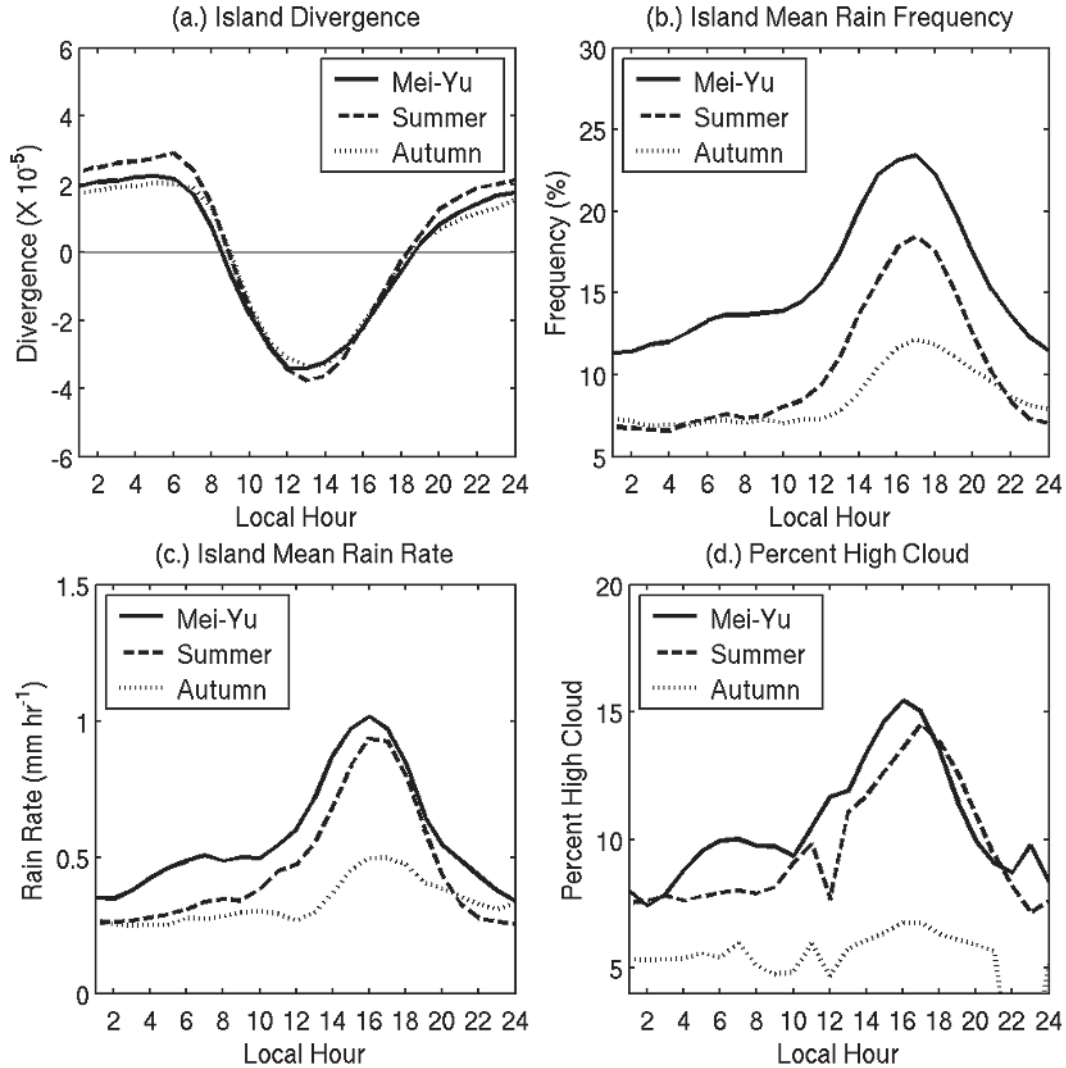 (a.) Island Divergence
6
4
2
0
-2
-4
-6
Divergence (X 10⁻⁵)
Mei-Yu
Summer
Autumn
2 4 6 8 10 12 14 16 18 20 22 24
Local Hour
(b.) Island Mean Rain Frequency
30
25
20
15
10
5
Frequency (%)
Mei-Yu
Summer
Autumn
2 4 6 8 10 12 14 16 18 20 22 24
Local Hour
(c.) Island Mean Rain Rate
1.5
1
0.5
0
Rain Rate (mm hr⁻¹)
Mei-Yu
Summer
Autumn
2 4 6 8 10 12 14 16 18 20 22 24
Local Hour
(d.) Percent High Cloud
20
15
10
5
Percent High Cloud
Mei-Yu
Summer
Autumn
2 4 6 8 10 12 14 16 18 20 22 24
Local Hour